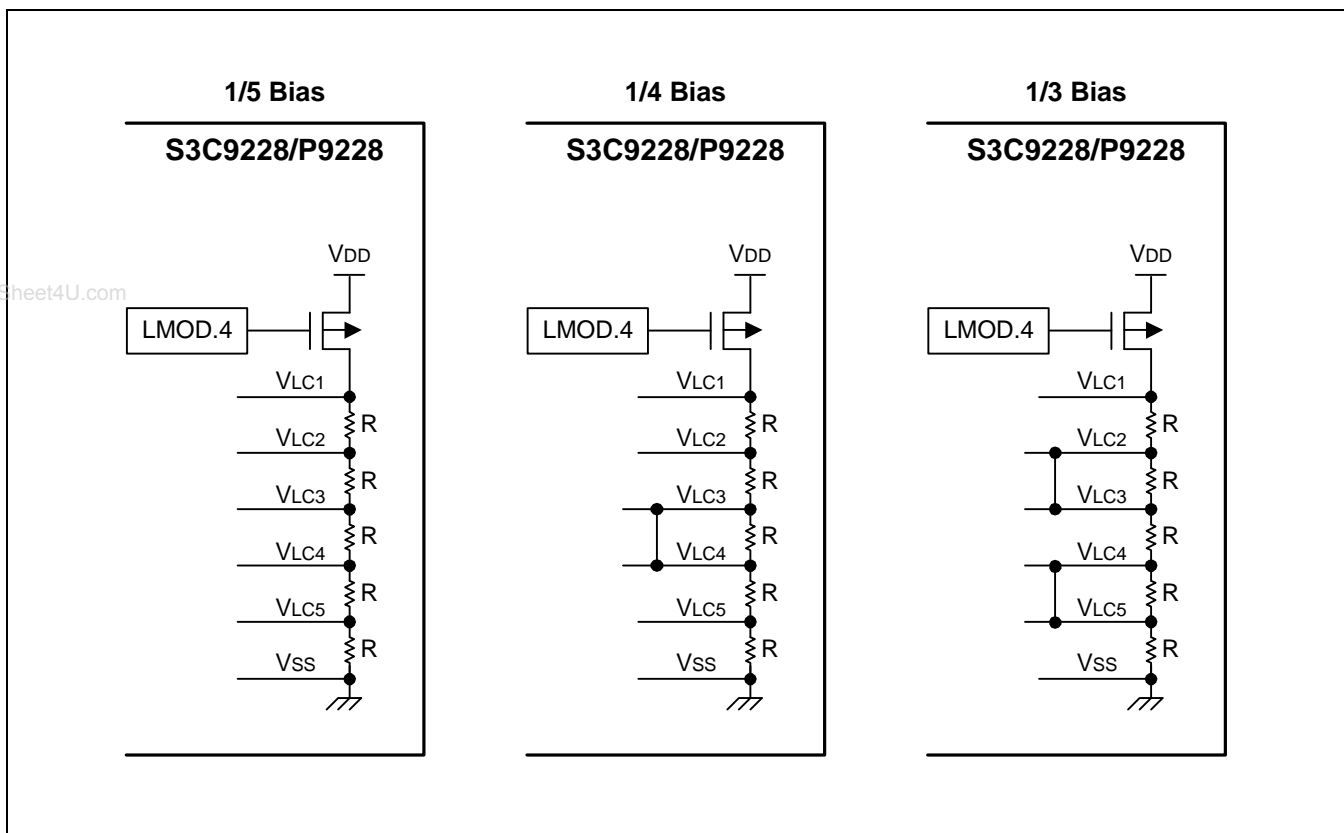 1/5 Bias
S3C9228/P9228
VDD
LMOD.4
VLC1
R
VLC2
R
VLC3
R
VLC4
R
VLC5
R
VSS
1/4 Bias
S3C9228/P9228
VDD
LMOD.4
VLC1
R
VLC2
R
VLC3
R
VLC4
R
VLC5
R
VSS
1/3 Bias
S3C9228/P9228
VDD
LMOD.4
VLC1
R
VLC2
R
VLC3
R
VLC4
R
VLC5
R
VSS
heet4U.com